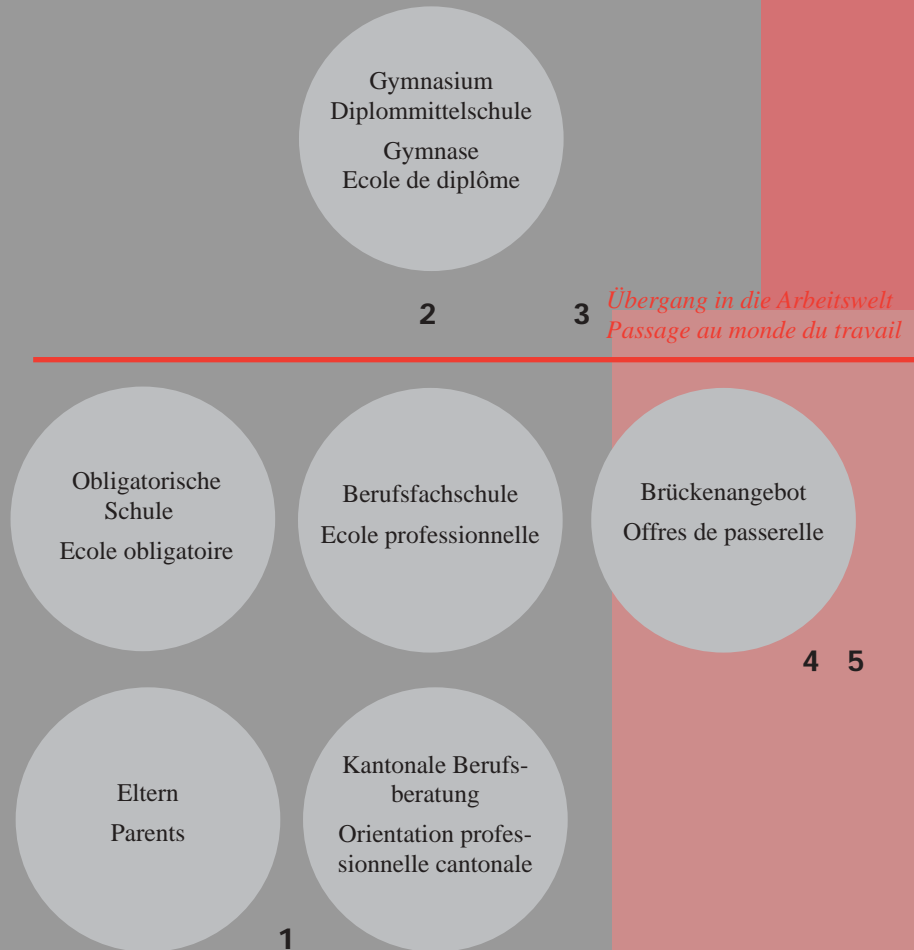 Gymnasium
Diplommittelschule
Gymnase
Ecole de diplôme
2
3
Übergang in die Arbeitswelt
Passage au monde du travail
Obligatorische
Schule
Ecole obligatoire
Berufsfachschule
Ecole professionnelle
Brückenangebot
Offres de passerelle
4 5
Eltern
Parents
Kantonale Berufs-
beratung
Orientation profes-
sionnelle cantonale
1